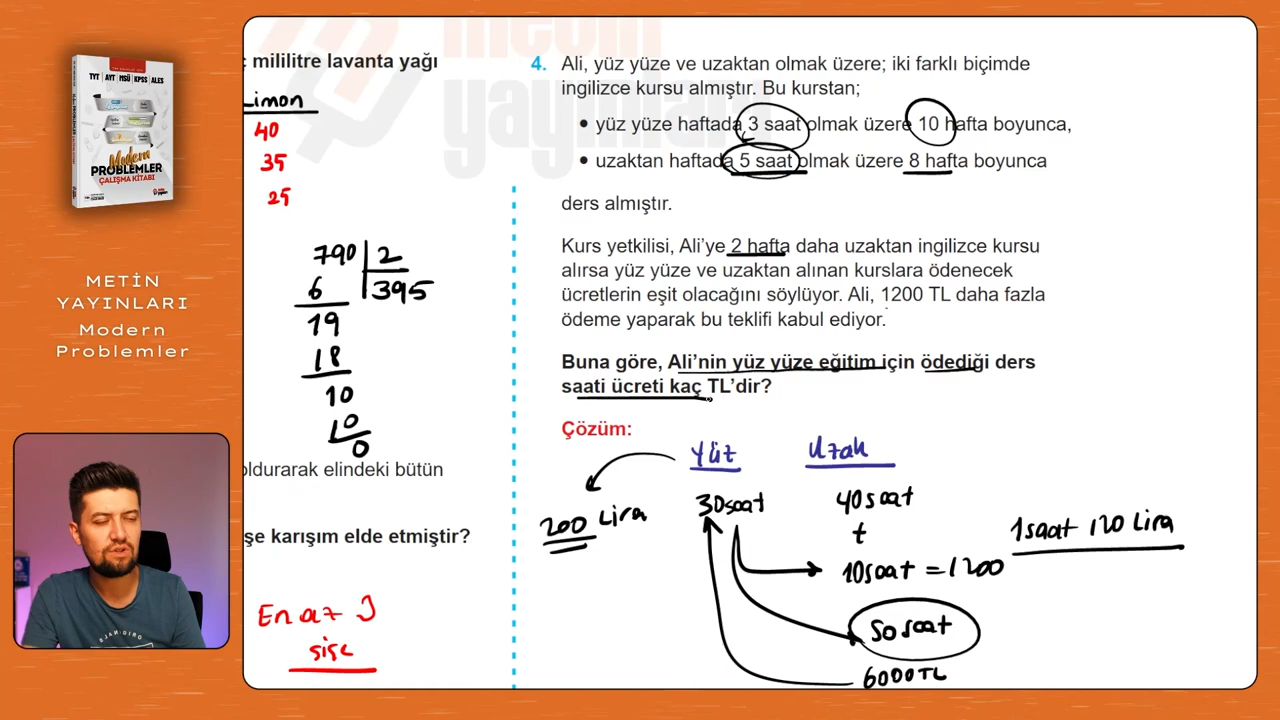 TYT | AYT | MSÜ | KPSS | ALES
Modern
PROBLEMLER
ÇALIŞMA KİTABI
METİN
YAYINLARI
Modern
Problemler
metin
yayınları
mililitre lavanta yağı
Limon
40
35
25
790 2
6 395
19
18
10
10
0
oldurarak elindeki bütün
şe karışım elde etmiştir?
En az 3
şişe
4. Ali, yüz yüze ve uzaktan olmak üzere; iki farklı biçimde
ingilizce kursu almıştır. Bu kurstan;
• yüz yüze haftada 3 saat olmak üzere 10 hafta boyunca,
• uzaktan haftada 5 saat olmak üzere 8 hafta boyunca
ders almıştır.
Kurs yetkilisi, Ali'ye 2 hafta daha uzaktan ingilizce kursu
alırsa yüz yüze ve uzaktan alınan kurslara ödenecek
ücretlerin eşit olacağını söylüyor. Ali, 1200 TL daha fazla
ödeme yaparak bu teklifi kabul ediyor.
Buna göre, Ali'nin yüz yüze eğitim için ödediği ders
saati ücreti kaç TL'dir?
Çözüm:
yüz uzak
200 Lira 30saat 40saat
t
1saat 120 Lira
10saat = 1200
50saat
6000TL